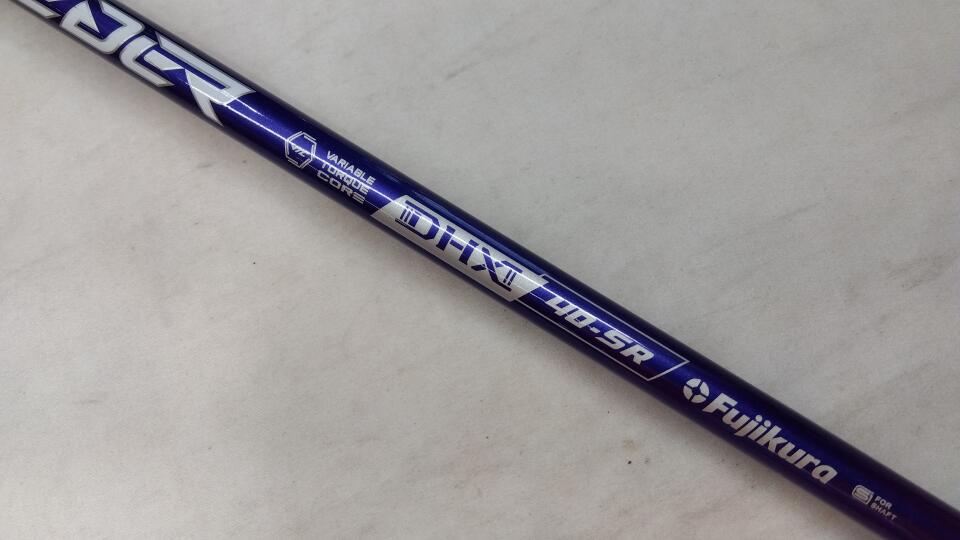 VARIABLE
TORQUE
CORE
DHX
40-SR
Fujikura
S FOR
SHAFT